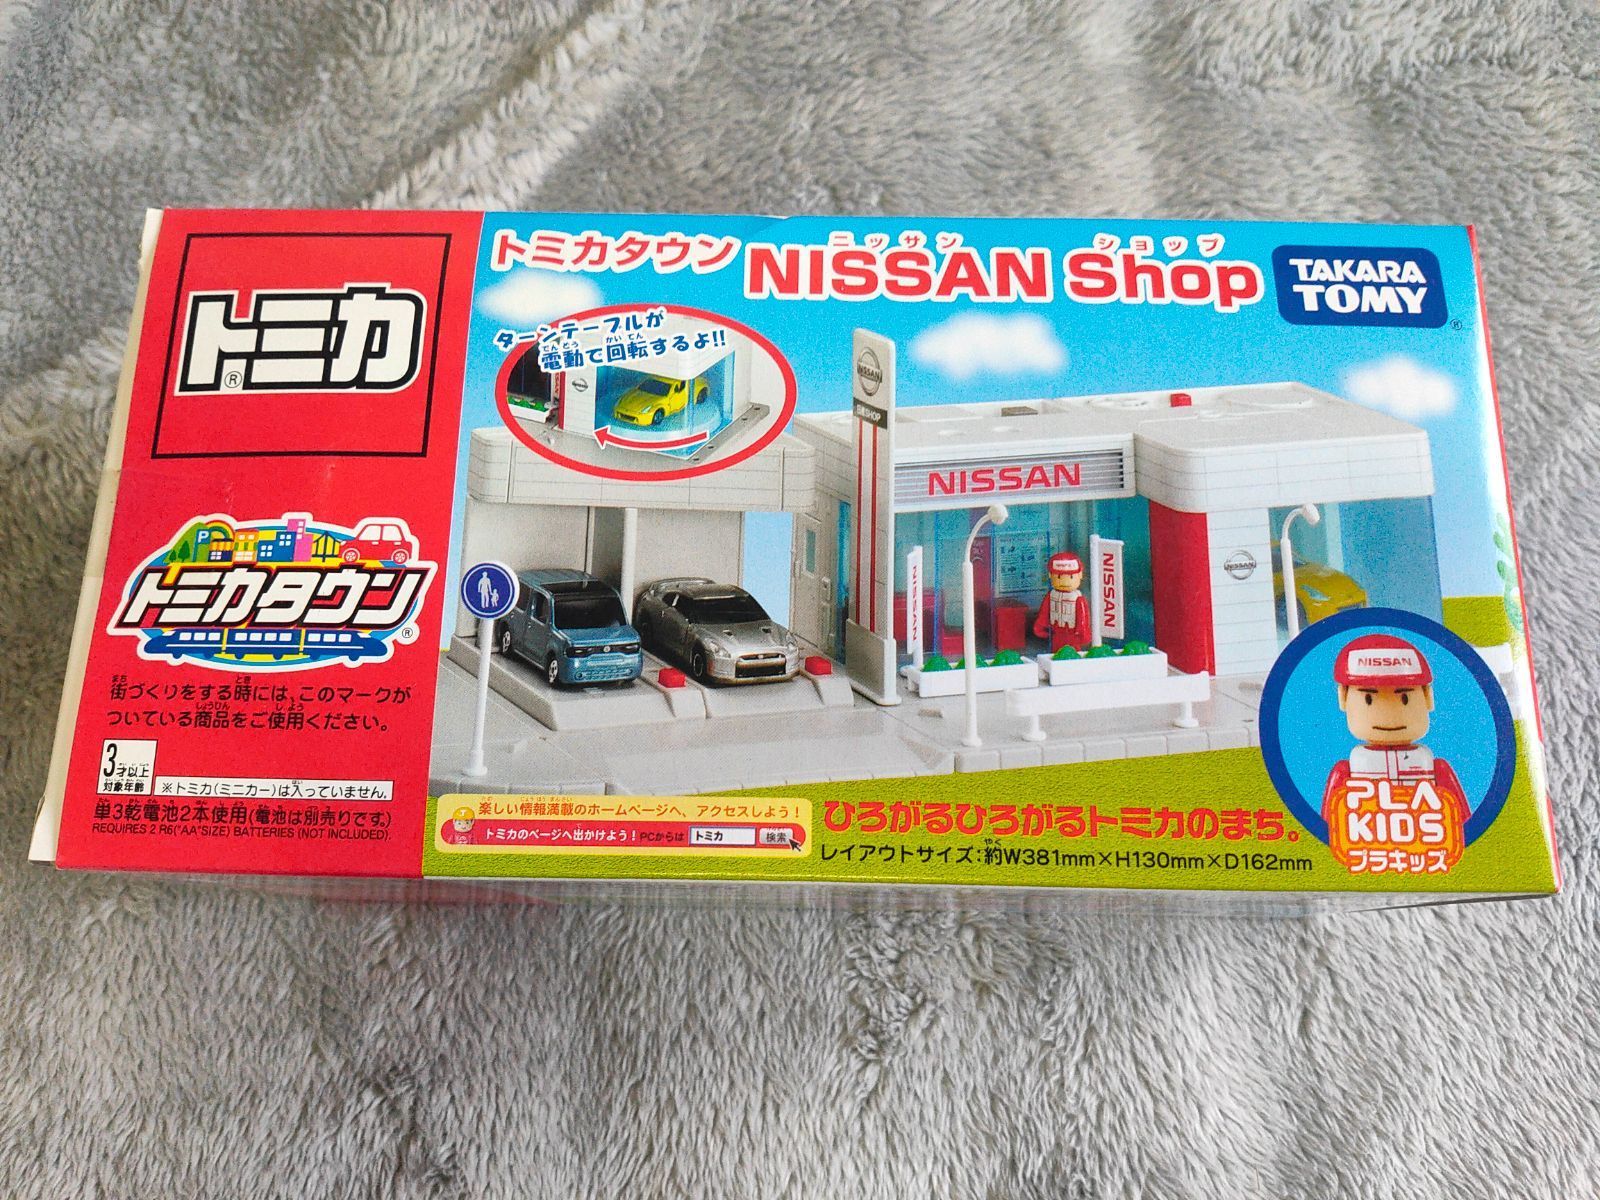 トミカ
®
トミカタウン
®
街づくりをする時には、このマークが
ついている商品をご使用ください。
3才以上
対象年齢
※トミカ(ミニカー)は入っていません。
単3乾電池2本使用(電池は別売りです。)
REQUIRES 2 R6("AA"SIZE) BATTERIES (NOT INCLUDED).
トミカタウン NISSAN Shop
ニッサン ショップ
TAKARA
TOMY
®
ターンテーブルが
電動で回転するよ!!
NISSAN
日産SHOP
NISSAN
NISSAN
NISSAN
NISSAN
NISSAN
PLA
KIDS
プラキッズ
楽しい情報満載のホームページへ、アクセスしよう!
トミカのページへ出かけよう! PCからは トミカ 検索
ひろがるひろがるトミカのまち。
レイアウトサイズ:約W381mm×H130mm×D162mm